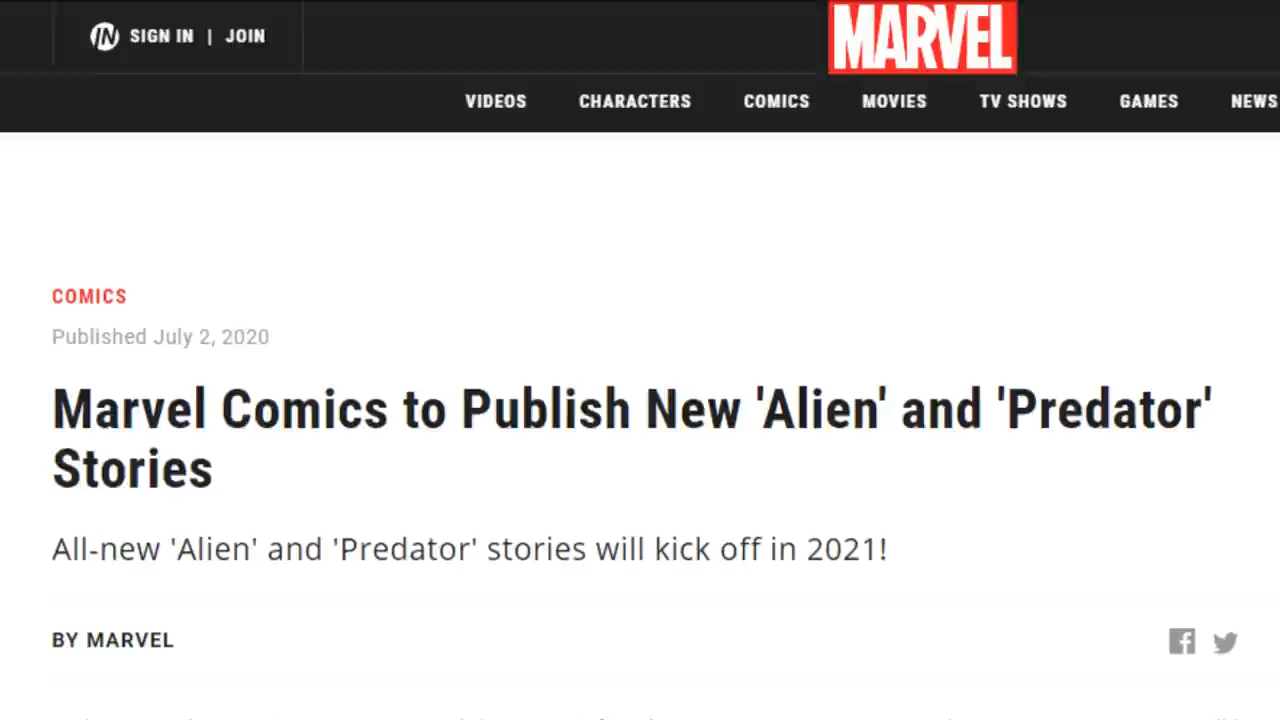 IN SIGN IN | JOIN
MARVEL
VIDEOS CHARACTERS COMICS MOVIES TV SHOWS GAMES NEWS
COMICS
Published July 2, 2020
Marvel Comics to Publish New 'Alien' and 'Predator'
Stories
All-new 'Alien' and 'Predator' stories will kick off in 2021!
BY MARVEL